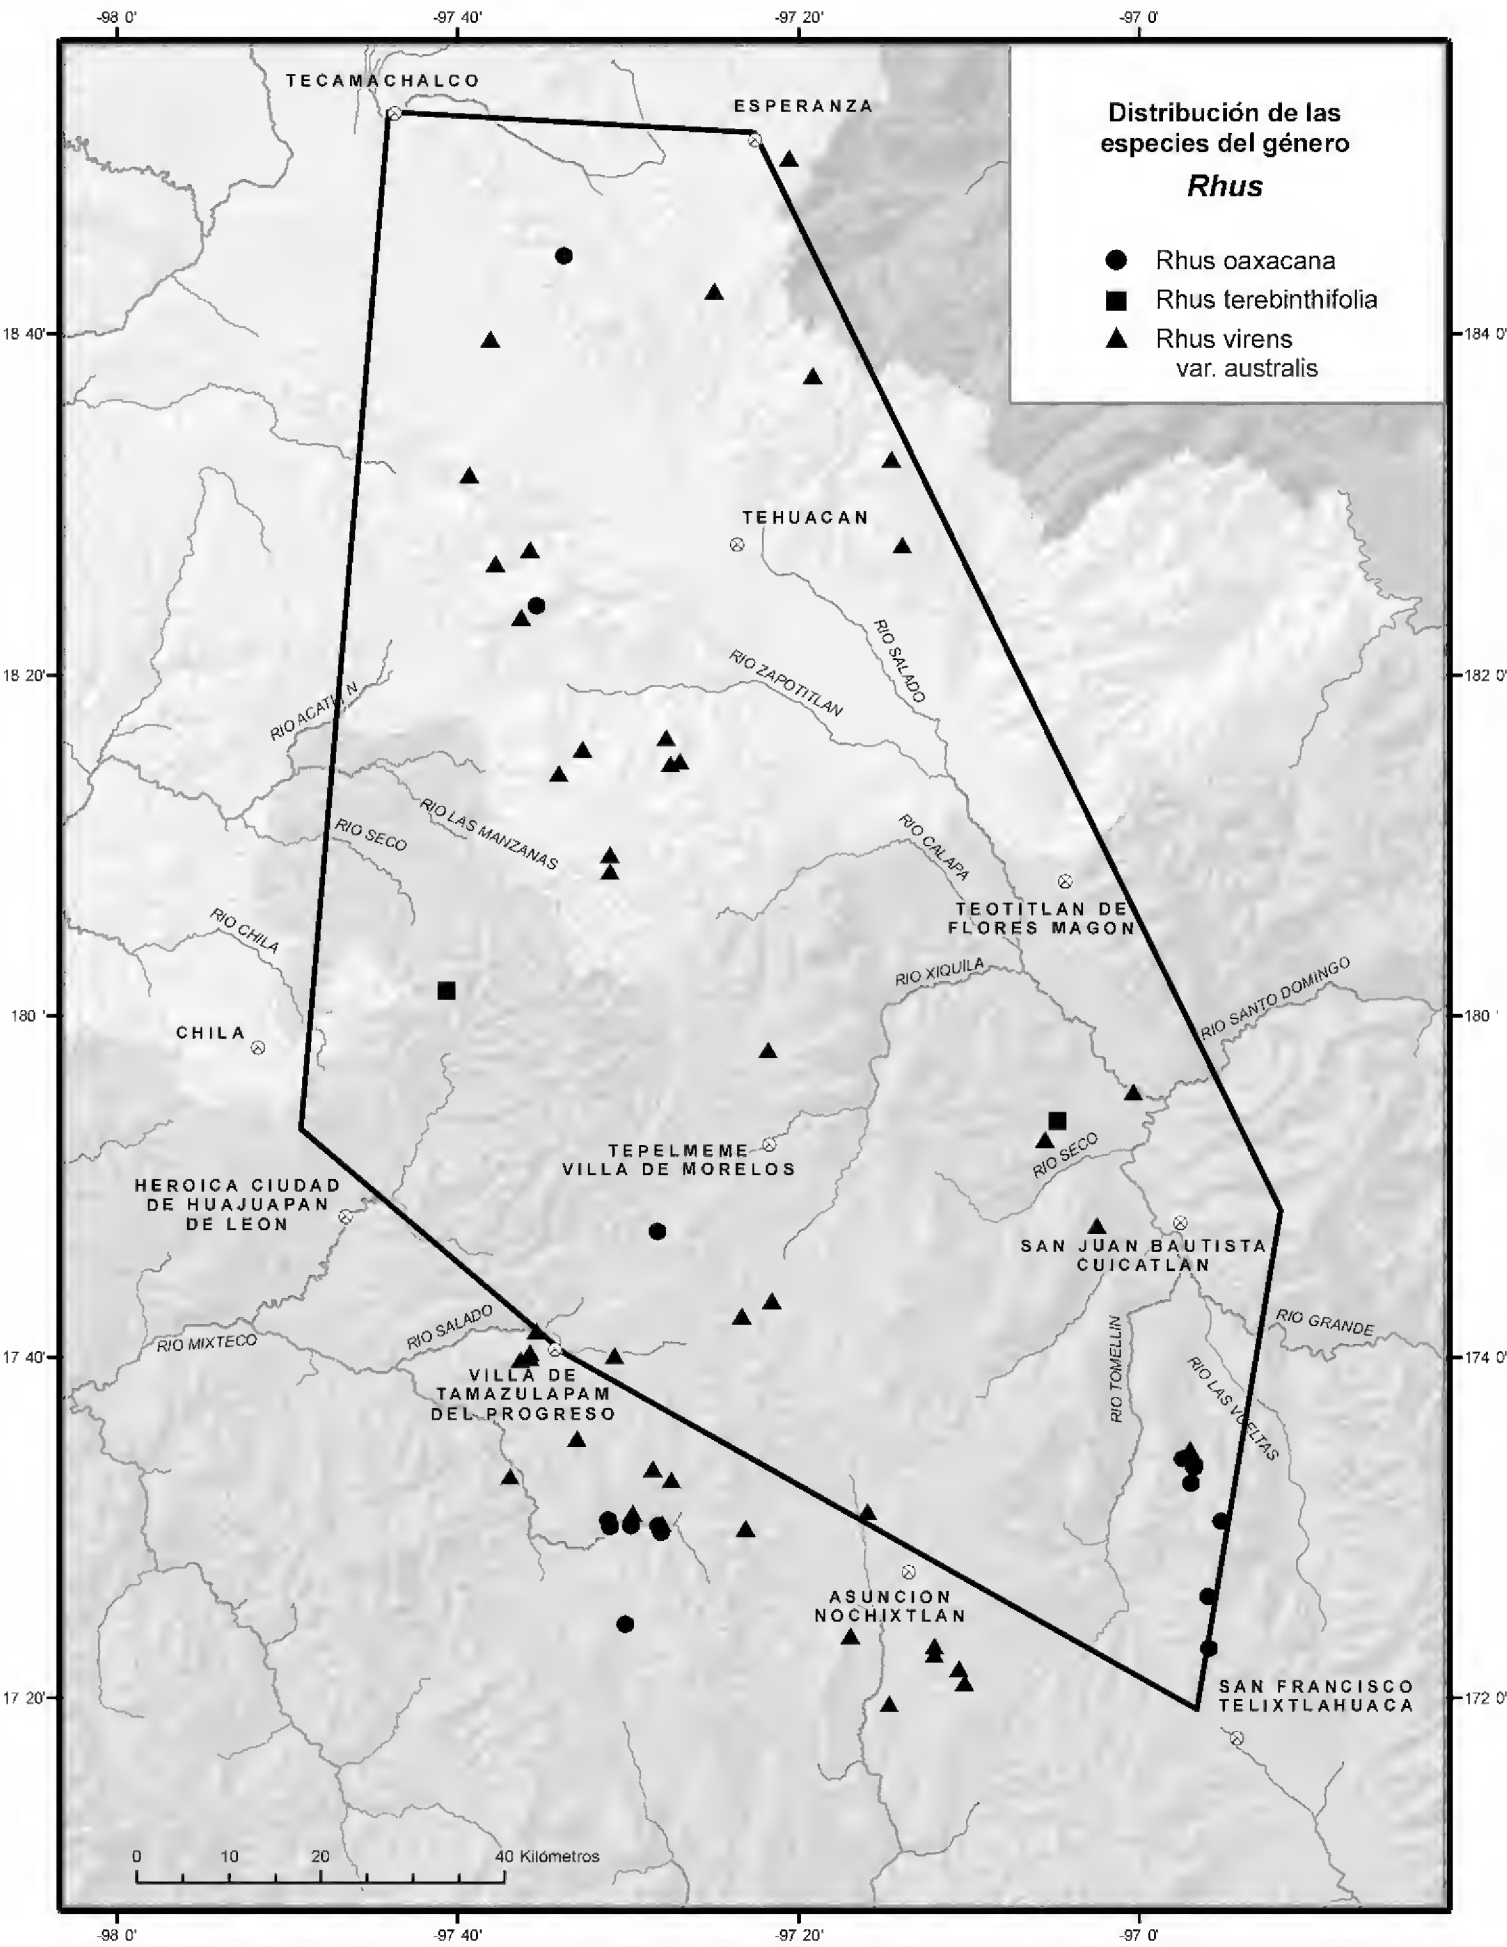 -98 0'
-97 40'
-97 20'
-97 0'
TECAMACHALCO
ESPERANZA
Distribución de las
especies del género
Rhus
Rhus oaxacana
Rhus terebinthifolia
Rhus virens
var. australis
18 40'
184 0'
TEHUACAN
RIO SALADO
RIO ZAPOTITLAN
18 20'
182 0'
RIO ACATL N
RIO LAS MANZANAS
RIO SECO
RIO CALAPA
TEOTITLAN DE
FLORES MAGON
RIO CHILA
RIO XIQUILA
RIO SANTO DOMINGO
180 '
180 '
CHILA
TEPELMEME
VILLA DE MORELOS
RIO SECO
HEROICA CIUDAD
DE HUAJUAPAN
DE LEON
SAN JUAN BAUTISTA
CUICATLAN
RIO SALADO
RIO MIXTECO
RIO GRANDE
17 40'
174 0'
RIO TOMELLIN
RIO LAS VUELTAS
VILLA DE
TAMAZULAPAM
DEL PROGRESO
ASUNCION
NOCHIXTLAN
17 20'
172 0'
SAN FRANCISCO
TELIXTLAHUACA
0 10 20 40 Kilómetros
-98 0'
-97 40'
-97 20'
-97 0'